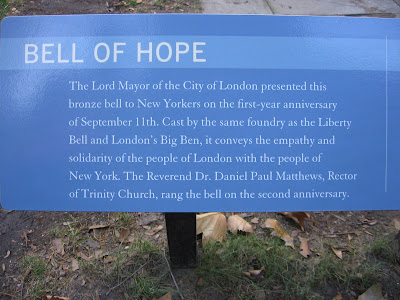 BELL OF HOPE
The Lord Mayor of the City of London presented this
bronze bell to New Yorkers on the first-year anniversary
of September 11th. Cast by the same foundry as the Liberty
Bell and London's Big Ben, it conveys the empathy and
solidarity of the people of London with the people of
New York. The Reverend Dr. Daniel Paul Matthews, Rector
of Trinity Church, rang the bell on the second anniversary.